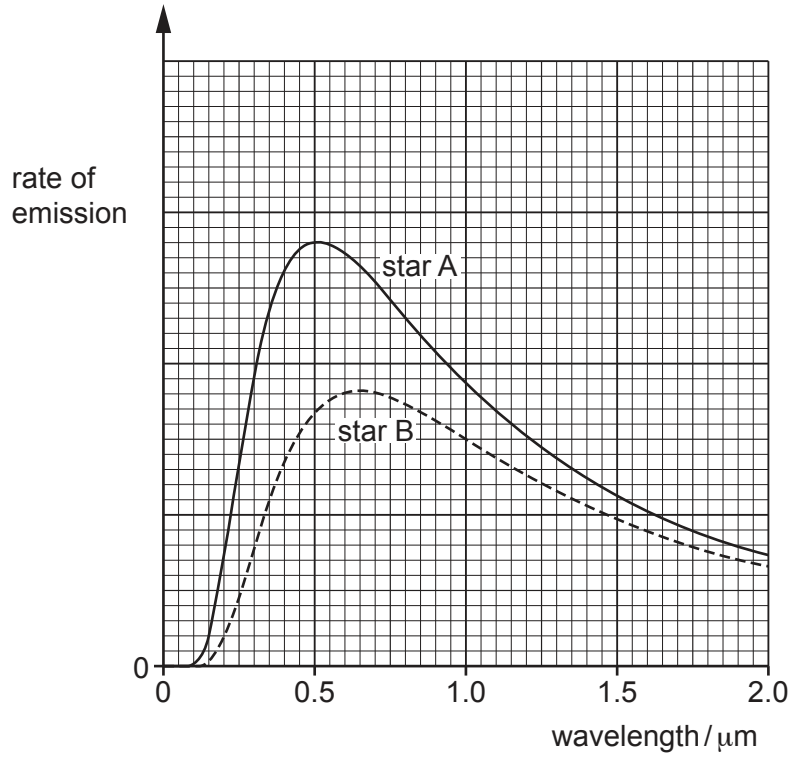 rate of
emission
star A
star B
0
0
0.5
1.0
1.5
2.0
wavelength / μm